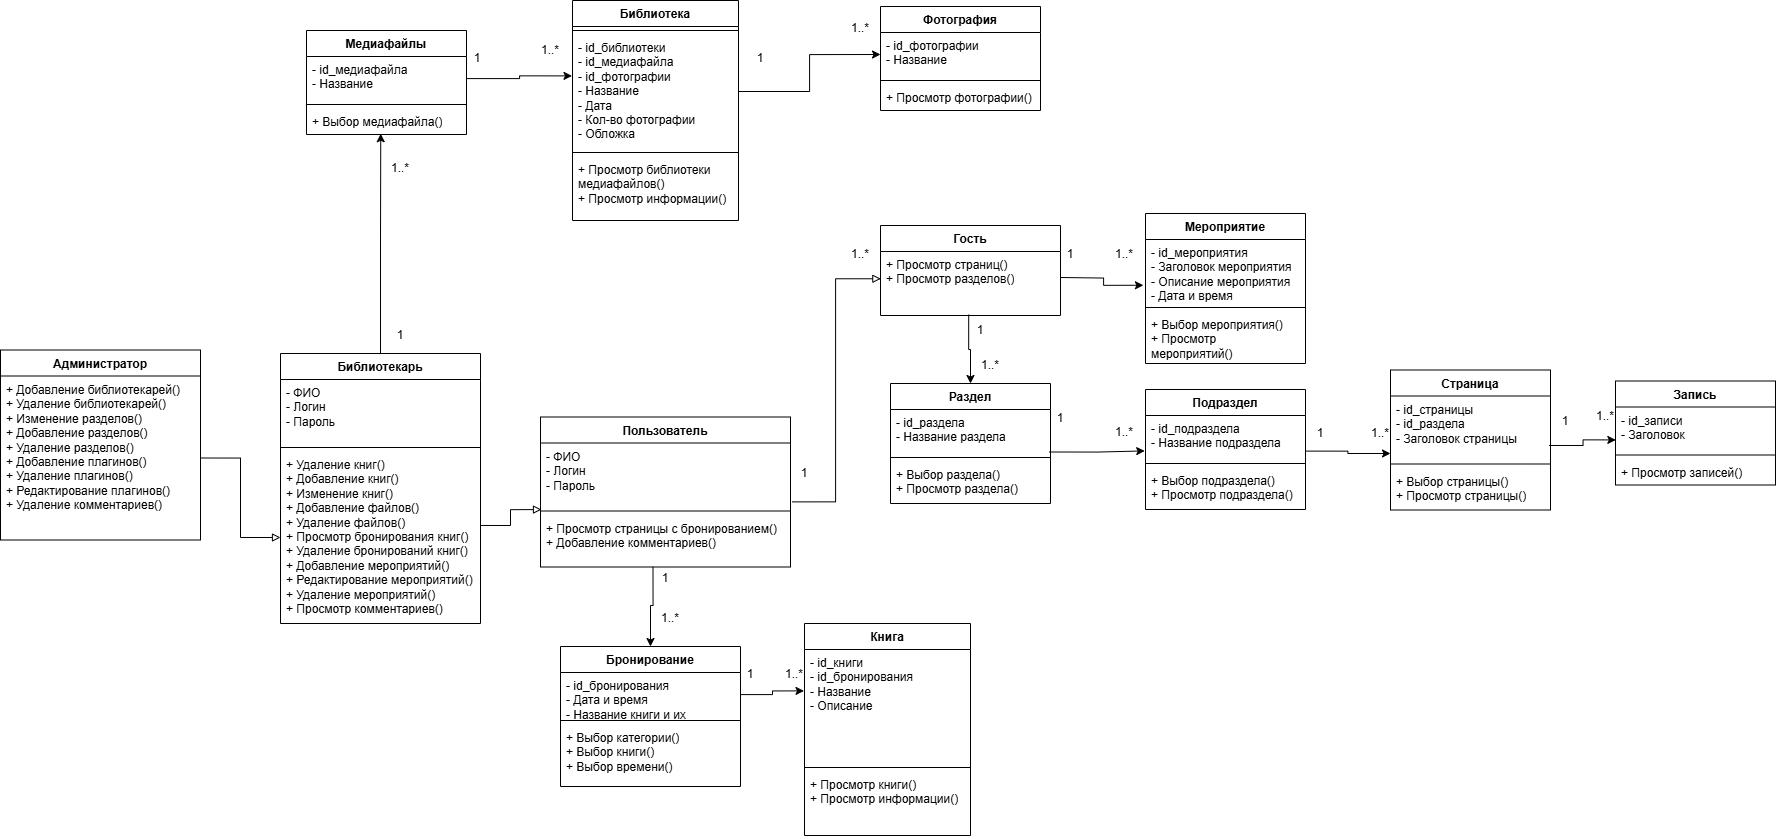 Медиафайлы
- id_медиафайла
- Название
+ Выбор медиафайла()
1
1..*
Библиотека
- id_библиотеки
- id_медиафайла
- id_фотографии
- Название
- Дата
- Кол-во фотографии
- Обложка
+ Просмотр библиотеки
медиафайлов()
+ Просмотр информации()
1
1..*
Фотография
- id_фотографии
- Название
+ Просмотр фотографии()
1..*
1
Администратор
+ Добавление библиотекарей()
+ Удаление библиотекарей()
+ Изменение разделов()
+ Добавление разделов()
+ Удаление разделов()
+ Добавление плагинов()
+ Удаление плагинов()
+ Редактирование плагинов()
+ Удаление комментариев()
Библиотекарь
- ФИО
- Логин
- Пароль
+ Удаление книг()
+ Добавление книг()
+ Изменение книг()
+ Добавление файлов()
+ Удаление файлов()
+ Просмотр бронирования книг()
+ Удаление бронирований книг()
+ Добавление мероприятий()
+ Редактирование мероприятий()
+ Удаление мероприятий()
+ Просмотр комментариев()
Пользователь
- ФИО
- Логин
- Пароль
+ Просмотр страницы с бронированием()
+ Добавление комментариев()
1
1..*
Гость
+ Просмотр страниц()
+ Просмотр разделов()
1
1..*
Мероприятие
- id_мероприятия
- Заголовок мероприятия
- Описание мероприятия
- Дата и время
+ Выбор мероприятия()
+ Просмотр
мероприятий()
1
1..*
Раздел
- id_раздела
- Название раздела
+ Выбор раздела()
+ Просмотр раздела()
1
1..*
Подраздел
- id_подраздела
- Название подраздела
+ Выбор подраздела()
+ Просмотр подраздела()
1
1..*
Страница
- id_страницы
- id_раздела
- Заголовок страницы
+ Выбор страницы()
+ Просмотр страницы()
1
1..*
Запись
- id_записи
- Заголовок
+ Просмотр записей()
1
1..*
Бронирование
- id_бронирования
- Дата и время
- Название книги и их
+ Выбор категории()
+ Выбор книги()
+ Выбор времени()
1
1..*
Книга
- id_книги
- id_бронирования
- Название
- Описание
+ Просмотр книги()
+ Просмотр информации()